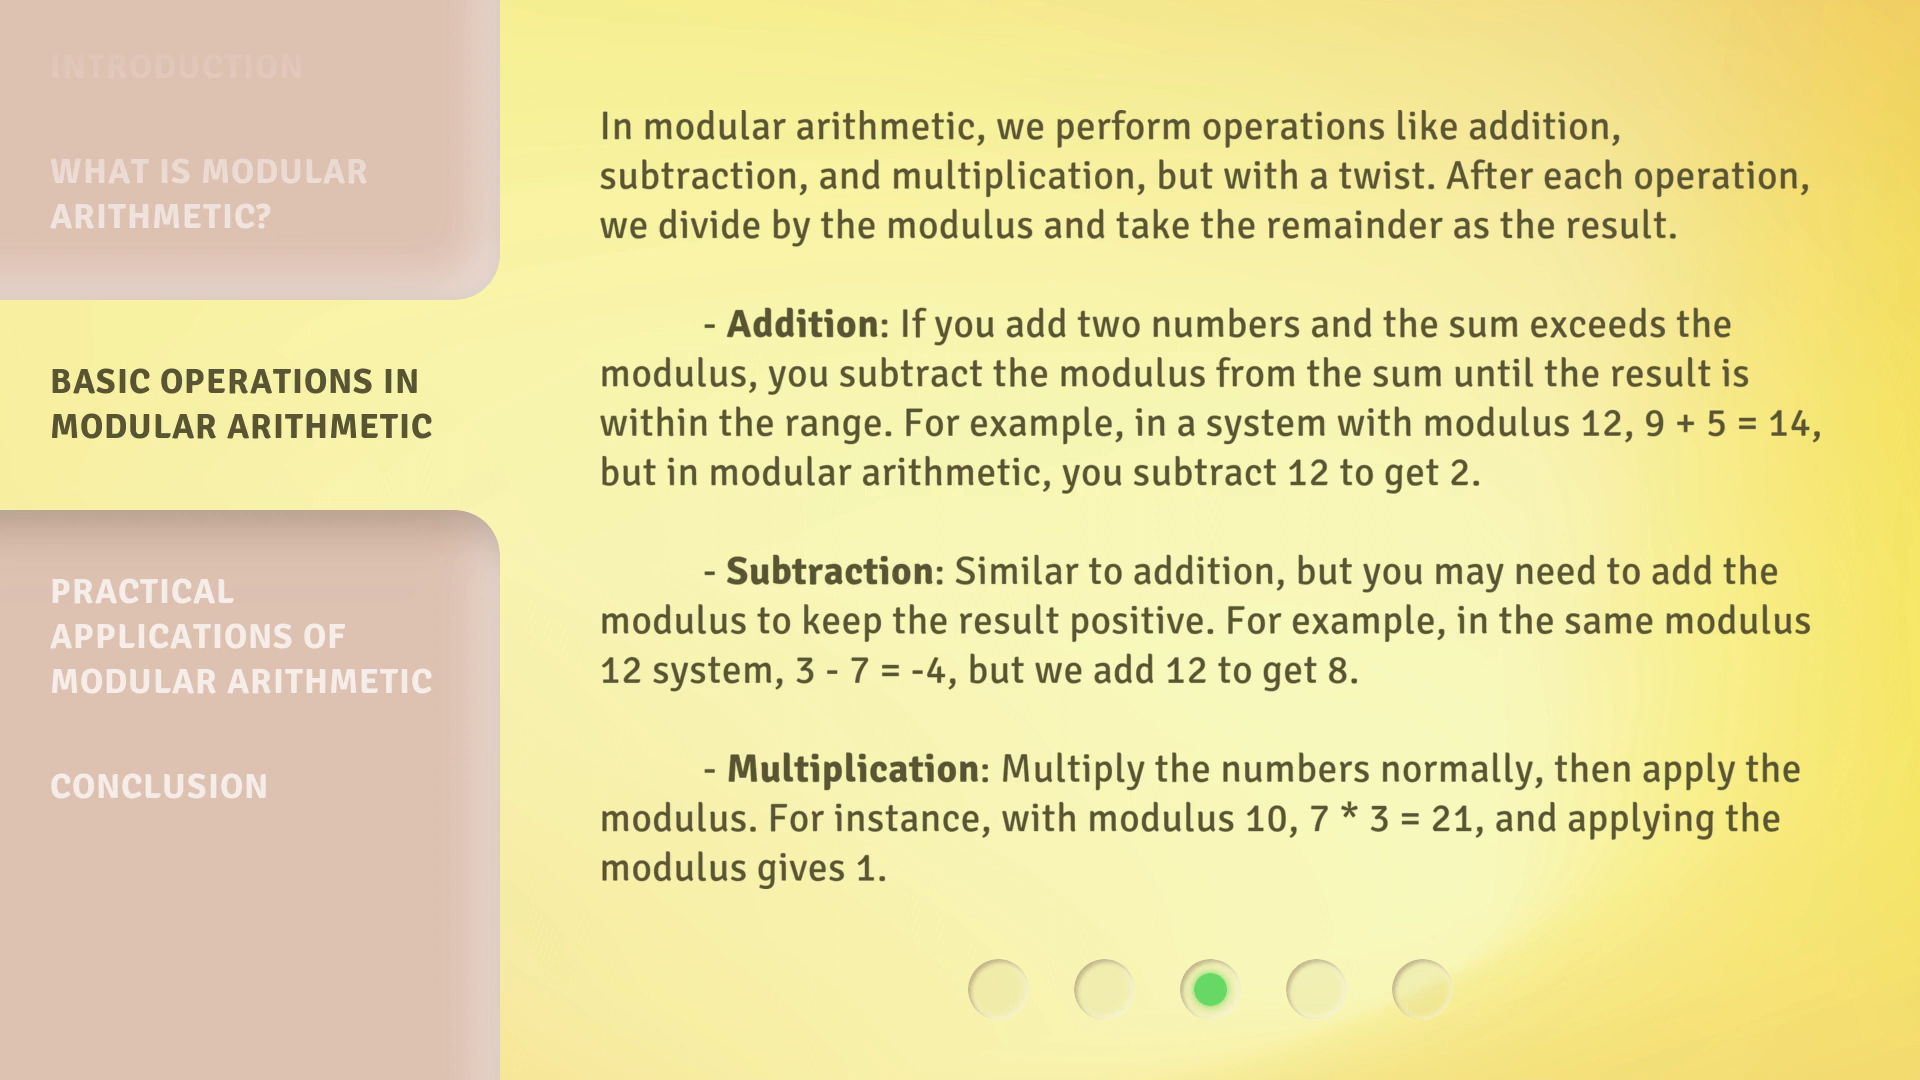 INTRODUCTION
WHAT IS MODULAR
ARITHMETIC?
BASIC OPERATIONS IN
MODULAR ARITHMETIC
PRACTICAL
APPLICATIONS OF
MODULAR ARITHMETIC
CONCLUSION
In modular arithmetic, we perform operations like addition,
subtraction, and multiplication, but with a twist. After each operation,
we divide by the modulus and take the remainder as the result.
- Addition: If you add two numbers and the sum exceeds the
modulus, you subtract the modulus from the sum until the result is
within the range. For example, in a system with modulus 12, 9 + 5 = 14,
but in modular arithmetic, you subtract 12 to get 2.
- Subtraction: Similar to addition, but you may need to add the
modulus to keep the result positive. For example, in the same modulus
12 system, 3 - 7 = -4, but we add 12 to get 8.
- Multiplication: Multiply the numbers normally, then apply the
modulus. For instance, with modulus 10, 7 * 3 = 21, and applying the
modulus gives 1.